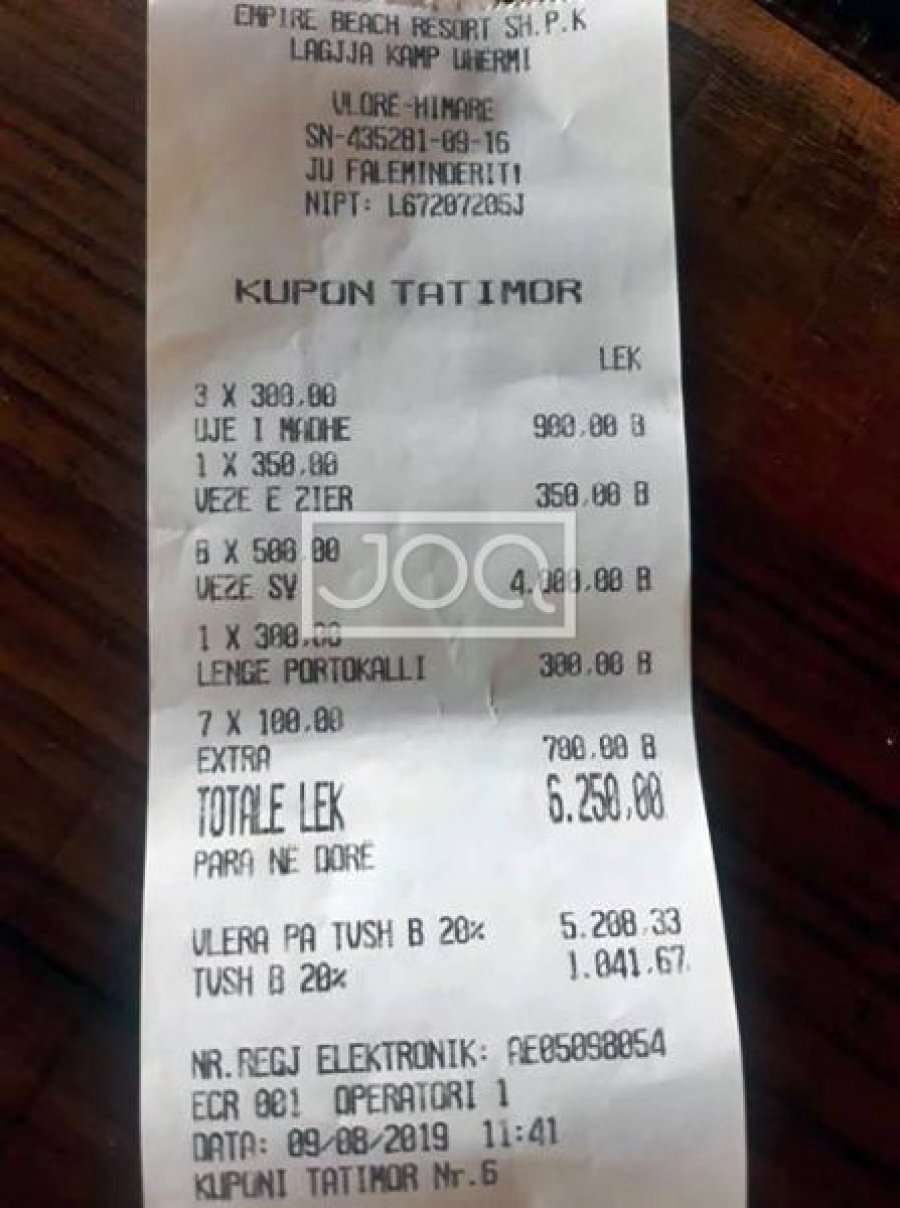 EMPIRE BEACH RESORT SH.P.K
LAGJJA KAMP DHERMI
VLORE-HIMARE
SN-435281-09-16
JU FALEMINDERIT!
NIPT: L67207205J
KUPON TATIMOR
LEK
3 X 300.00
UJE I MADHE 900.00 B
1 X 350.00
VEZE E ZIER 350.00 B
8 X 500.00
VEZE SY 4.000.00 B
1 X 300.00
LENGE PORTOKALLI 300.00 B
7 X 100.00
EXTRA 700.00 B
TOTALE LEK 6.250,00
PARA NE DORE
VLERA PA TVSH B 20% 5.208.33
TVSH B 20% 1.041.67
NR.REGJ ELEKTRONIK: AE05098054
ECR 001 OPERATORI 1
DATA: 09/08/2019 11:41
KUPONI TATIMOR Nr.6
JOQ